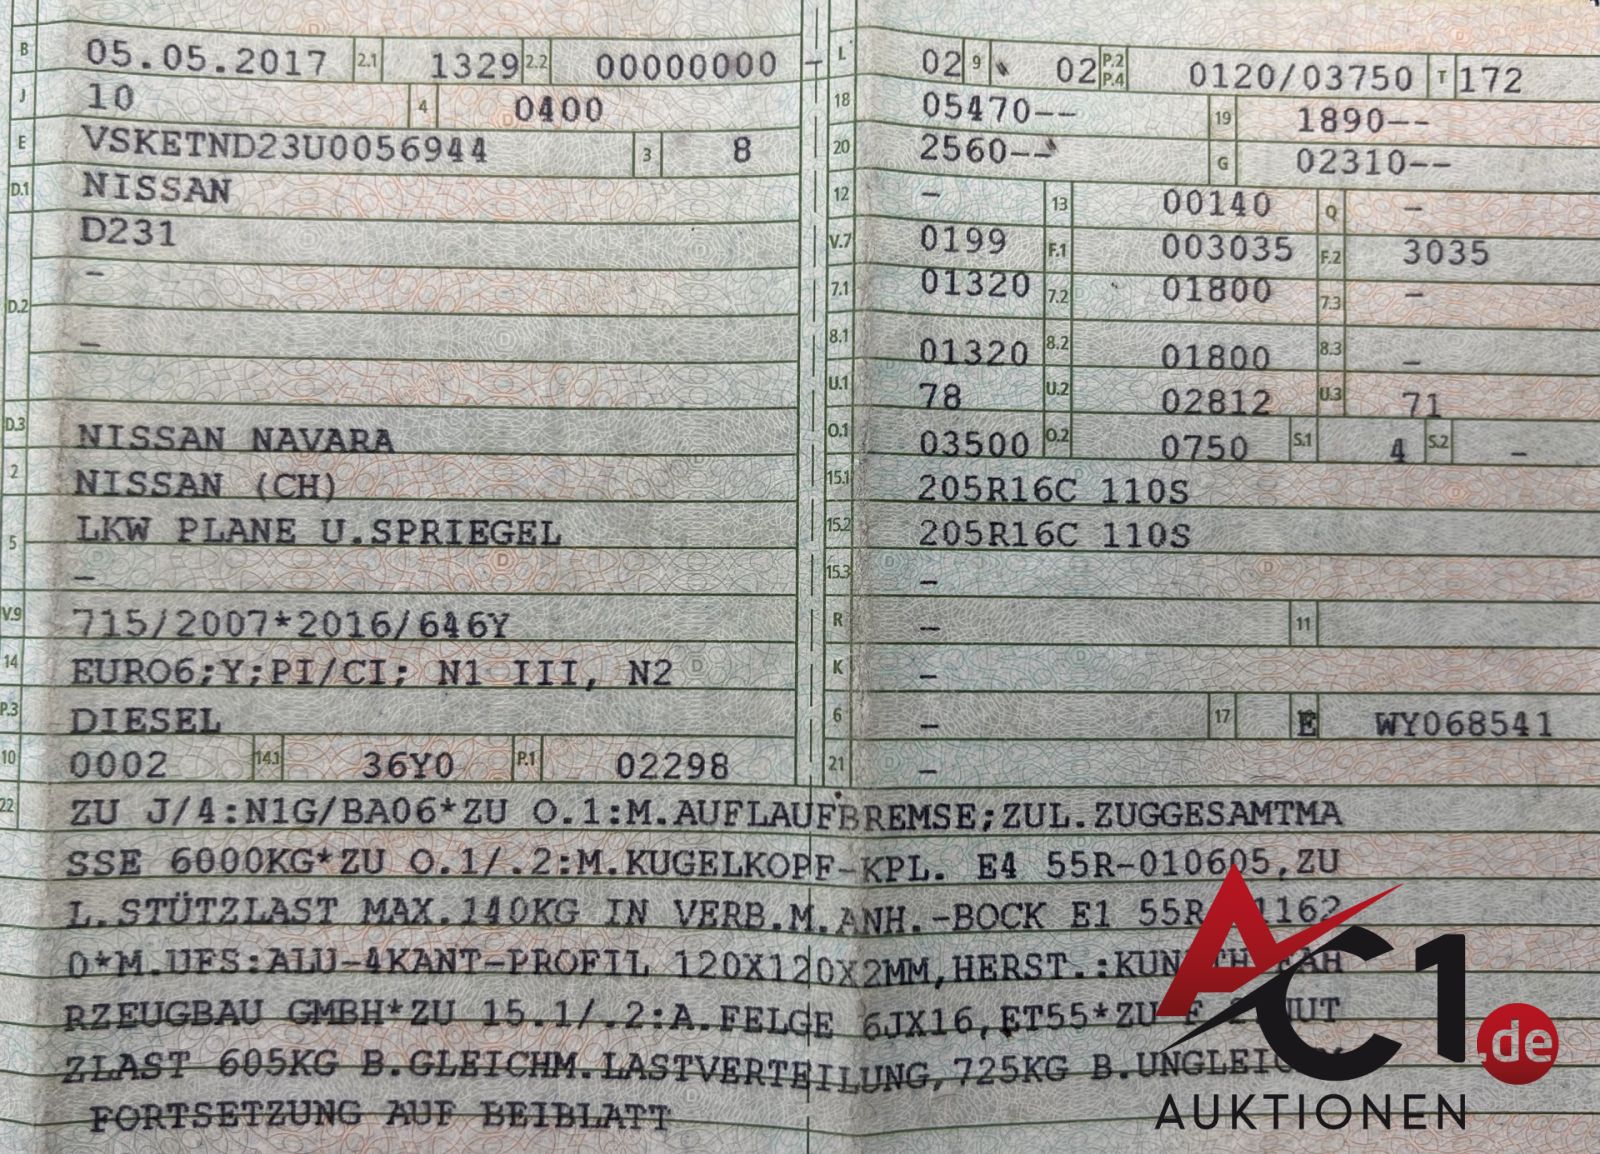 B 05.05.2017 2.1 1329 2.2 00000000
J 10 4 0400
E VSKETND23U0056944 3 8
D.1 NISSAN
D231
-
D.2
-
D.3 NISSAN NAVARA
2 NISSAN (CH)
LKW PLANE U.SPRIEGEL
5
-
V.9 715/2007*2016/646Y
14 EURO6;Y;PI/CI; N1 III, N2
P.3 DIESEL
10 0002 14.1 36Y0 P.1 02298
L 02 9 02 P.2 P.4 0120/03750 T 172
18 05470-- 19 1890--
20 2560-- G 02310--
12 - 13 00140 Q -
V.7 0199 F.1 003035 F.2 3035
7.1 01320 7.2 01800 7.3 -
8.1 01320 8.2 01800 8.3 -
U.1 78 U.2 02812 U.3 71
O.1 03500 O.2 0750 S.1 4 S.2 -
15.1 205R16C 110S
15.2 205R16C 110S
15.3 -
R - 11
K -
6 - 17 E WY068541
21 -
22 ZU J/4:N1G/BA06*ZU O.1:M.AUFLAUFBREMSE;ZUL.ZUGGESAMTMA
SSE 6000KG*ZU O.1/.2:M.KUGELKOPF-KPL. E4 55R-010605,ZU
L.STÜTZLAST MAX.140KG IN VERB.M.ANH.-BOCK E1 55R 1162
0*M.UFS:ALU-4KANT-PROFIL 120X120X2MM,HERST.:KUN TH FAH
RZEUGBAU GMBH*ZU 15.1/.2:A.FELGE 6JX16,ET55*ZU F 2 NUT
ZLAST 605KG B.GLEICHM.LASTVERTEILUNG,725KG B.UNGLEIC
FORTSETZUNG AUF BEIBLATT
AC1.de
AUKTIONEN